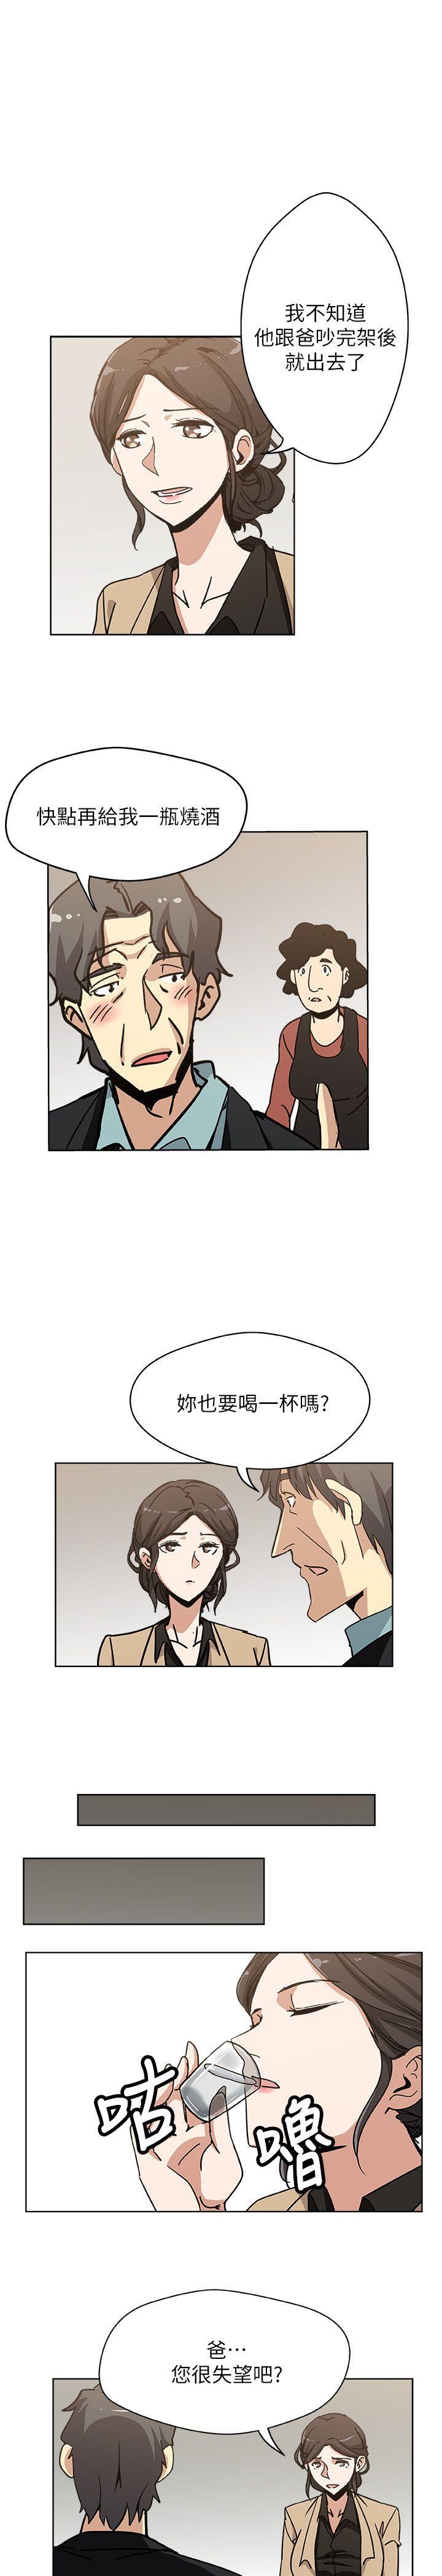 我不知道
他跟爸吵完架後
就出去了
快點再給我一瓶燒酒
妳也要喝一杯嗎?
咕
嚕
爸…
您很失望吧?